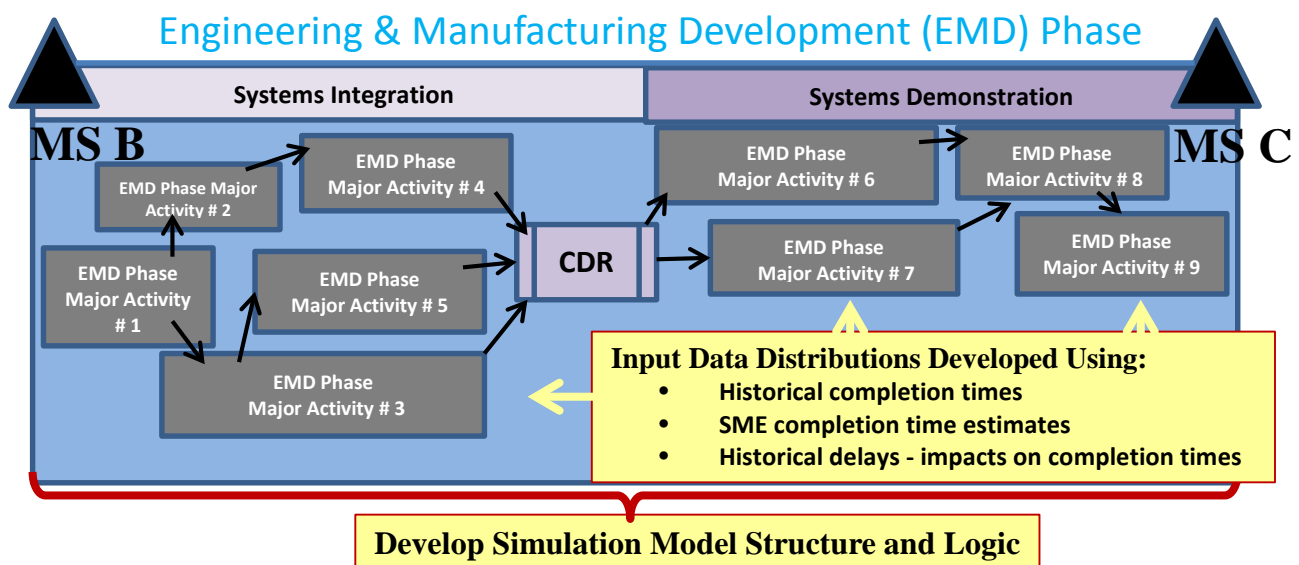 Engineering & Manufacturing Development (EMD) Phase
Systems Integration
Systems Demonstration
MS B
MS C
EMD Phase Major
Activity # 2
EMD Phase
Major Activity # 4
EMD Phase
Major Activity
# 1
EMD Phase
Major Activity # 5
EMD Phase
Major Activity # 3
CDR
EMD Phase
Major Activity # 6
EMD Phase
Major Activity # 8
EMD Phase
Major Activity # 7
EMD Phase
Major Activity # 9
Input Data Distributions Developed Using:
• Historical completion times
• SME completion time estimates
• Historical delays - impacts on completion times
Develop Simulation Model Structure and Logic